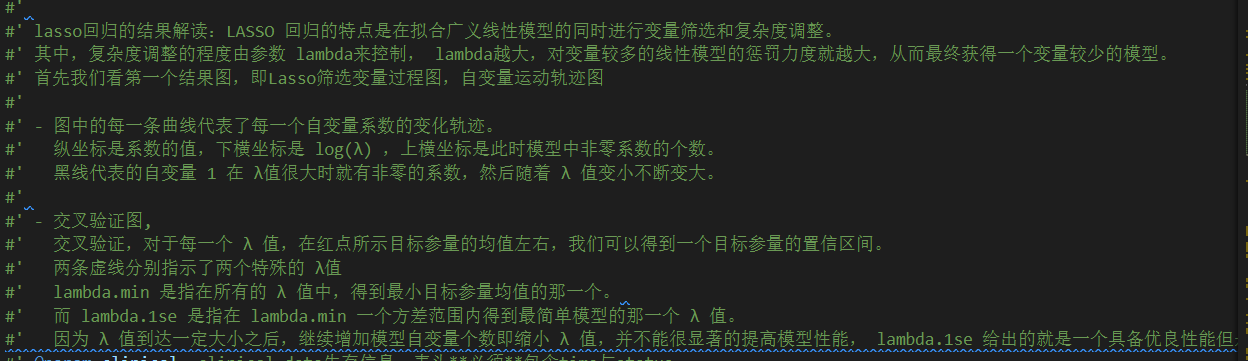 #'
#' lasso回归的结果解读：LASSO 回归的特点是在拟合广义线性模型的同时进行变量筛选和复杂度调整。
#' 其中，复杂度调整的程度由参数 lambda来控制， lambda越大，对变量较多的线性模型的惩罚力度就越大，从而最终获得一个变量较少的模型。
#' 首先我们看第一个结果图，即Lasso筛选变量过程图，自变量运动轨迹图
#'
#' - 图中的每一条曲线代表了每一个自变量系数的变化轨迹。
#'   纵坐标是系数的值，下横坐标是 log(λ) ，上横坐标是此时模型中非零系数的个数。
#'   黑线代表的自变量 1 在 λ值很大时就有非零的系数，然后随着 λ 值变小不断变大。
#'
#' - 交叉验证图,
#'   交叉验证，对于每一个 λ 值，在红点所示目标参量的均值左右，我们可以得到一个目标参量的置信区间。
#'   两条虚线分别指示了两个特殊的 λ值
#'   lambda.min 是指在所有的 λ 值中，得到最小目标参量均值的那一个。
#'   而 lambda.1se 是指在 lambda.min 一个方差范围内得到最简单模型的那一个 λ 值。
#'   因为 λ 值到达一定大小之后，继续增加模型自变量个数即缩小 λ 值，并不能很显著的提高模型性能， lambda.1se 给出的就是一个具备优良性能但